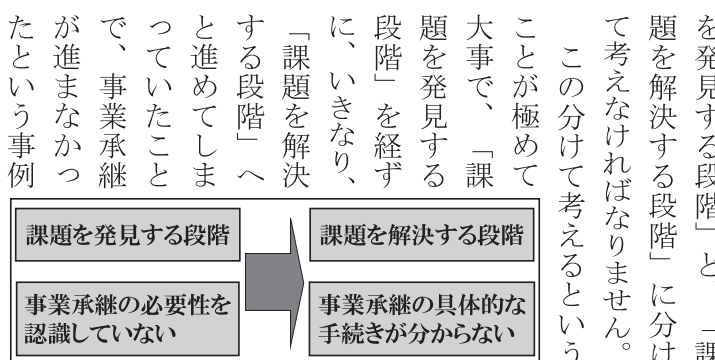 を発見する段階」と、「課
題を解決する段階」に分け
て考えなければなりません。
この分けて考えるという
ことが極めて
大事で、「課
題を発見する
段階」を経ず
に、いきなり、
「課題を解決
する段階」へ
と進めてしま
っていたこと
で、事業承継
が進まなかっ
たという事例
課題を発見する段階
課題を解決する段階
事業承継の必要性を
認識していない
事業承継の具体的な
手続きが分からない